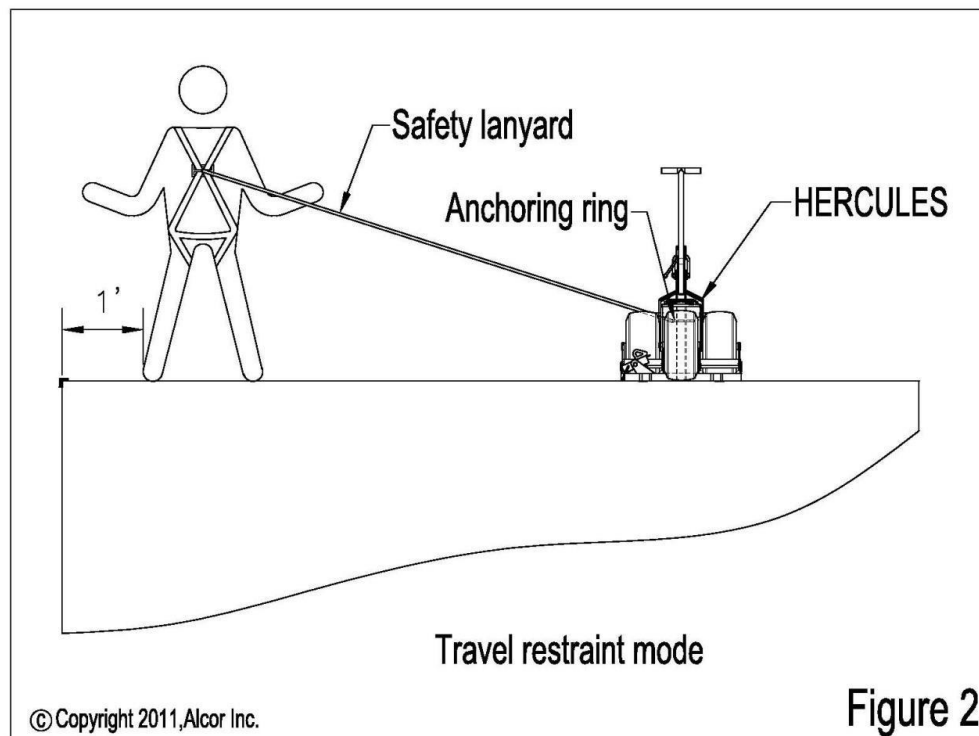 Safety lanyard
Anchoring ring
HERCULES
1’
Travel restraint mode
© Copyright 2011,Alcor Inc.
Figure 2